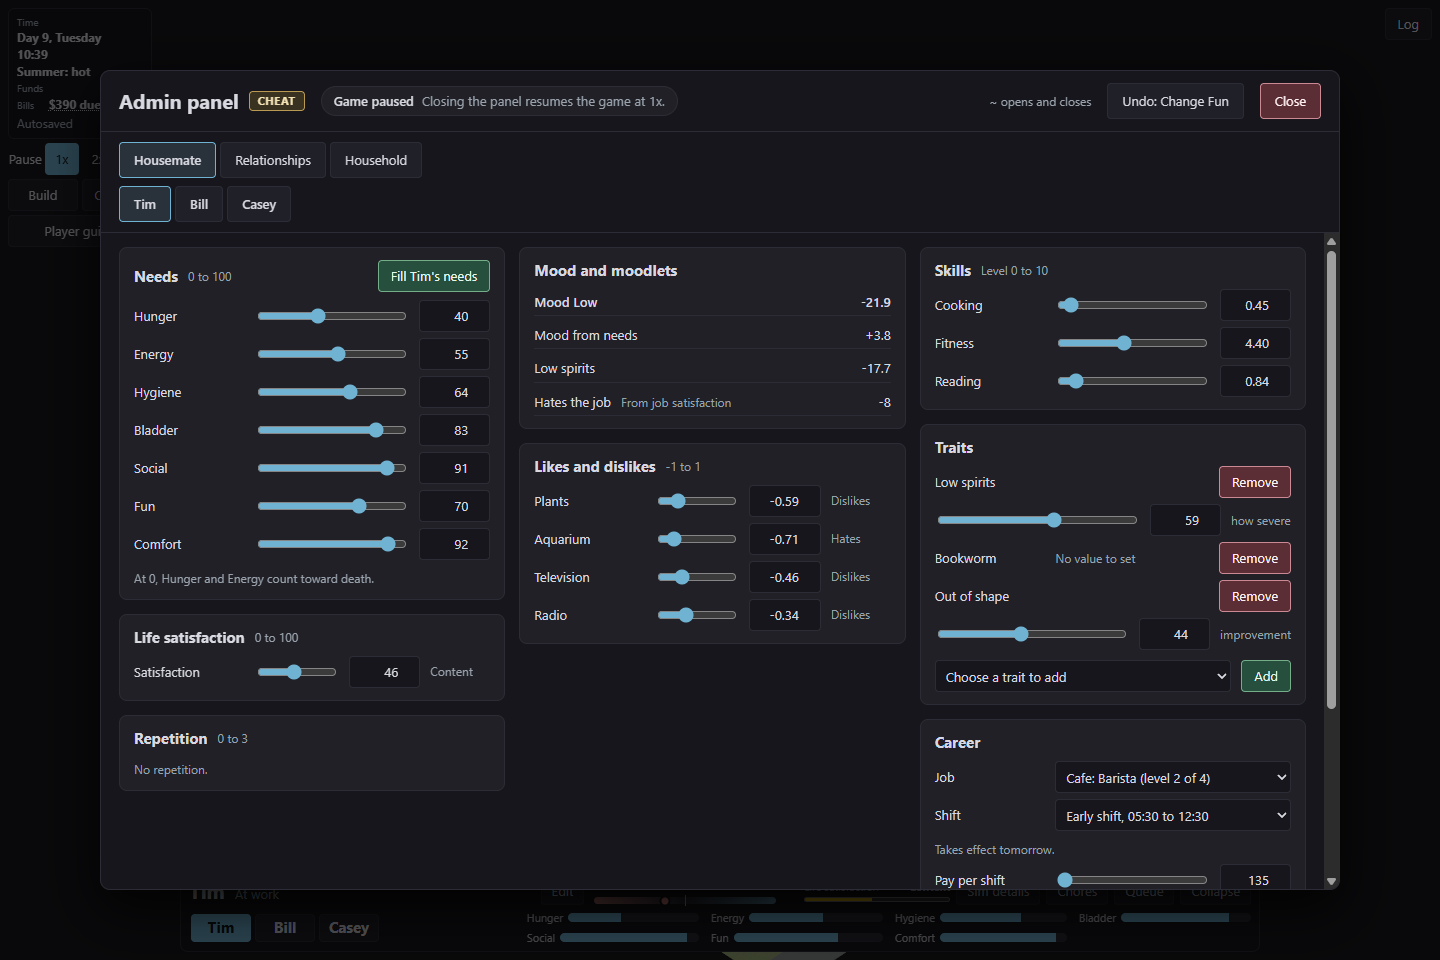 Time
Day 9, Tuesday
10:39
Summer: hot
Funds
Bills $390 due
Autosaved
Pause 1x
Build
Player gui
Log
Admin panel CHEAT Game paused Closing the panel resumes the game at 1x. ~ opens and closes Undo: Change Fun Close
Housemate Relationships Household
Tim Bill Casey
Needs 0 to 100 Fill Tim's needs
Hunger 40
Energy 55
Hygiene 64
Bladder 83
Social 91
Fun 70
Comfort 92
At 0, Hunger and Energy count toward death.
Life satisfaction 0 to 100
Satisfaction 46 Content
Repetition 0 to 3
No repetition.
Mood and moodlets
Mood Low -21.9
Mood from needs +3.8
Low spirits -17.7
Hates the job From job satisfaction -8
Likes and dislikes -1 to 1
Plants -0.59 Dislikes
Aquarium -0.71 Hates
Television -0.46 Dislikes
Radio -0.34 Dislikes
Skills Level 0 to 10
Cooking 0.45
Fitness 4.40
Reading 0.84
Traits
Low spirits Remove
59 how severe
Bookworm No value to set Remove
Out of shape Remove
44 improvement
Choose a trait to add Add
Career
Job Cafe: Barista (level 2 of 4)
Shift Early shift, 05:30 to 12:30
Takes effect tomorrow.
Pay per shift 135
Tim At work Edit Sim details Chores Queue Collapse
Tim Bill Casey
Hunger Energy Hygiene Bladder
Social Fun Comfort